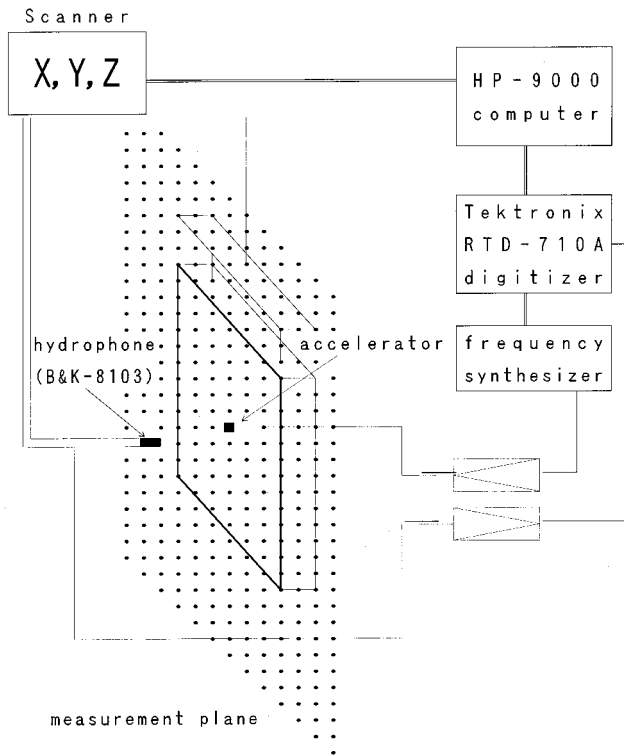 Scanner
X, Y, Z
HP-9000
computer
Tektronix
RTD-710A
digitizer
frequency
synthesizer
hydrophone
(B&K-8103)
accelerator
measurement plane